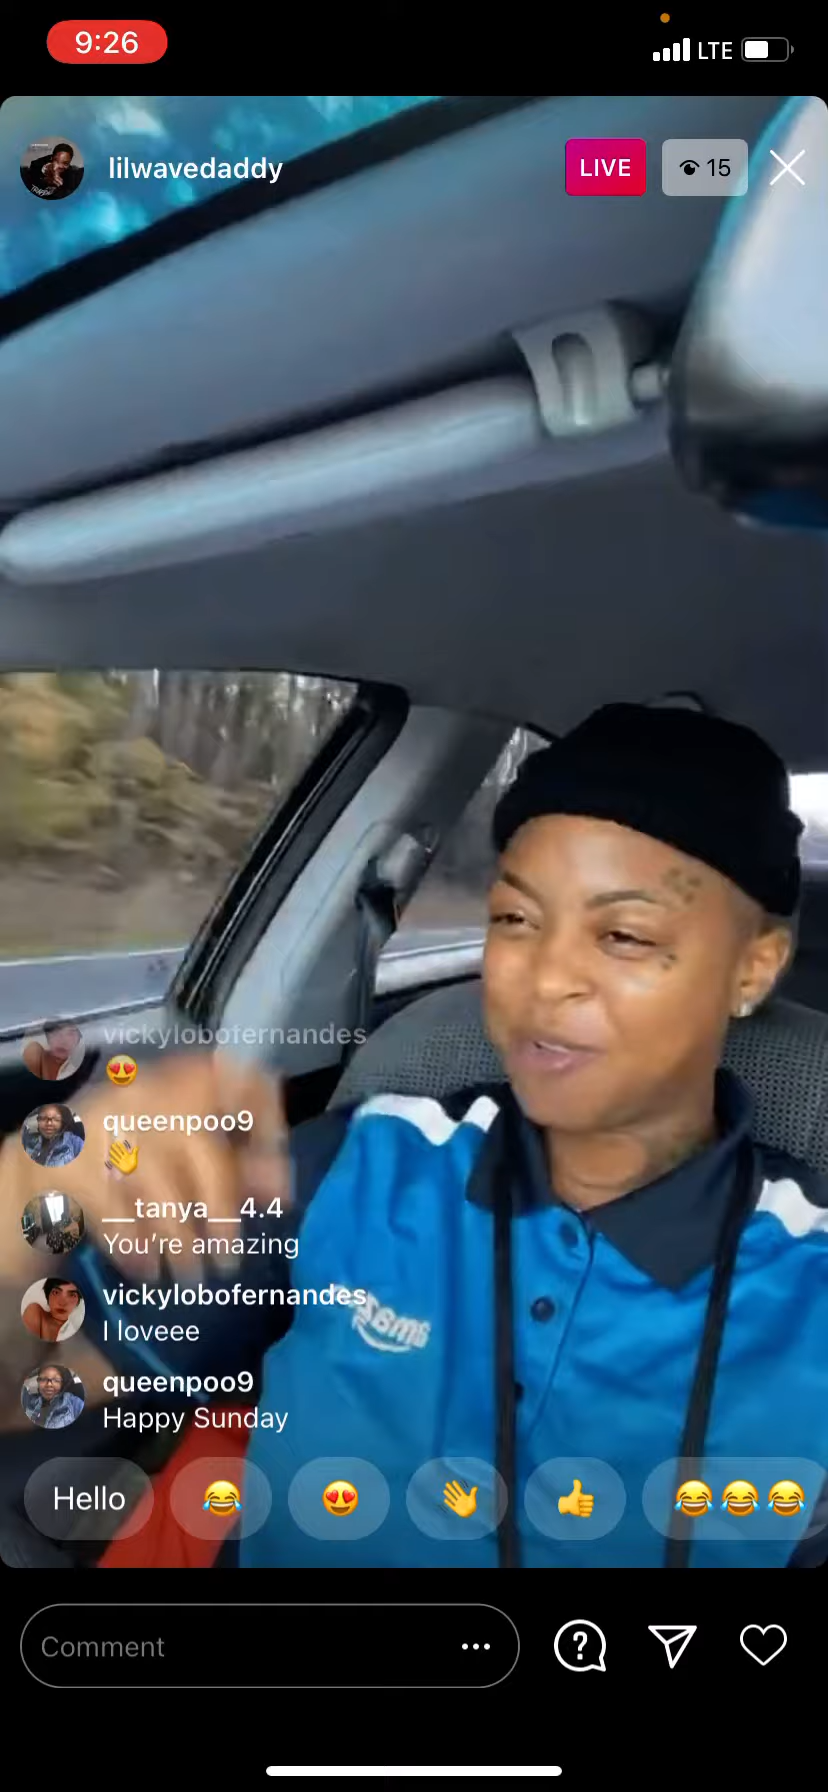 9:26
LTE
lilwavedaddy
LIVE
15
vickylobofernandes
😍
queenpoo9
👋
__tanya__4.4
You’re amazing
vickylobofernandes
I loveee
queenpoo9
Happy Sunday
Hello
😂
😍
👋
👍
😂😂😂
Comment